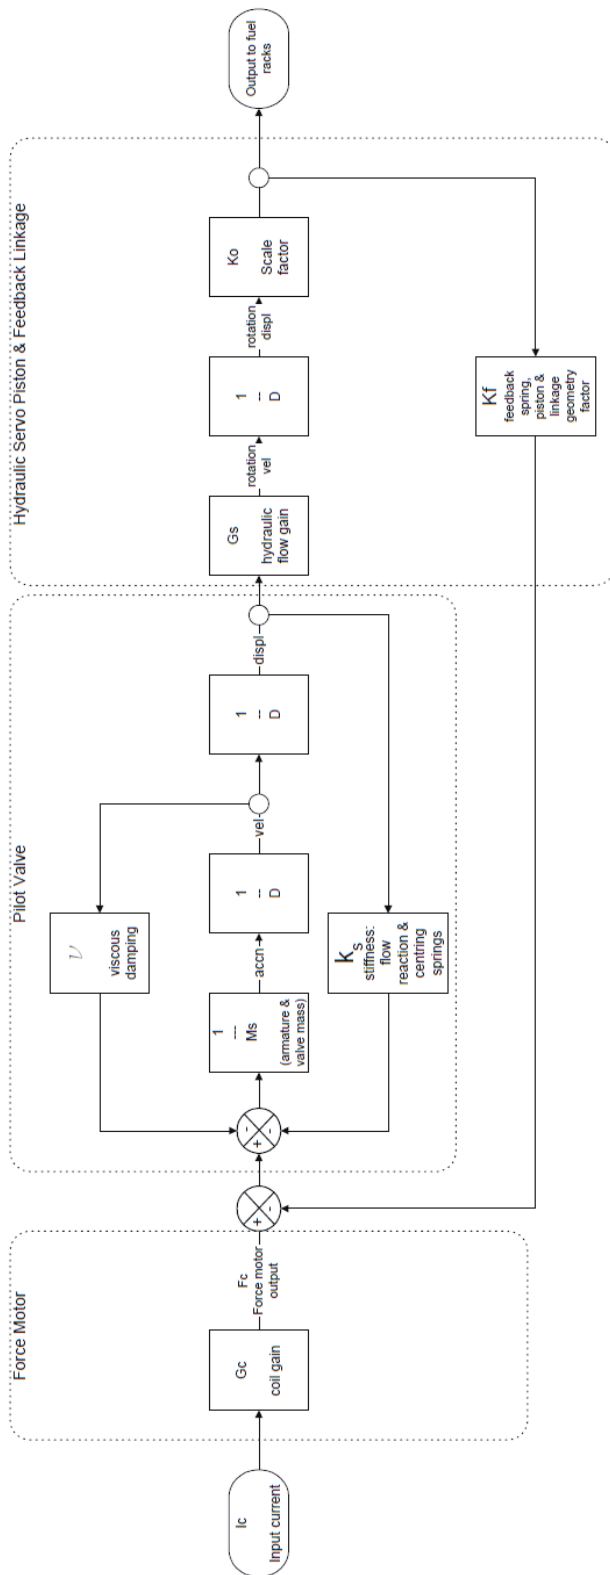 Force Motor
Pilot Valve
Hydraulic Servo Piston & Feedback Linkage
Ic
Input current
Gc
coil gain
Fc
Force motor
output
+
-
+
-
-
ν
viscous
damping
1
---
Ms
(armature &
valve mass)
accn
1
--
D
vel
1
--
D
displ
ks
stiffness:
flow
reaction &
centring
springs
Gs
hydraulic
flow gain
rotation
vel
1
--
D
rotation
displ
Ko
Scale
factor
Kf
feedback
spring,
piston &
linkage
geometry
factor
Output to fuel
racks